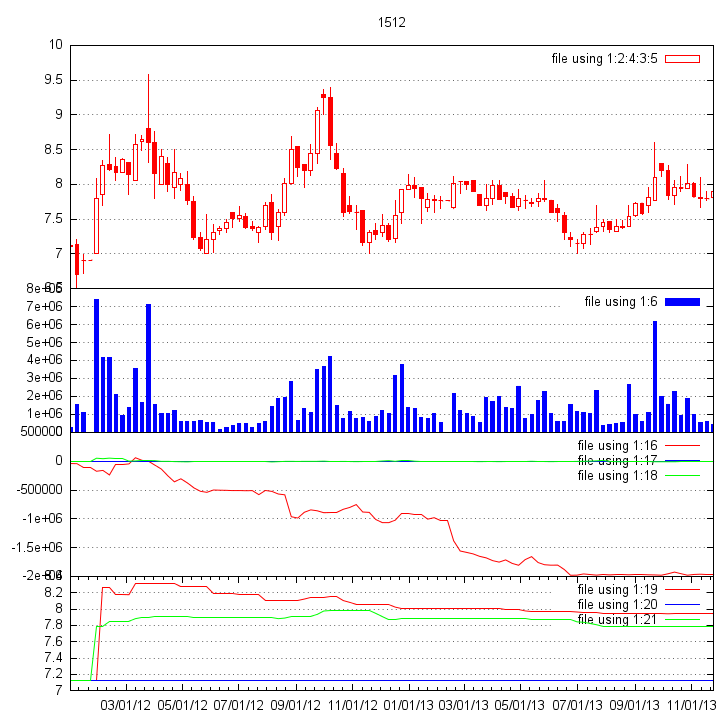 1512
10
file using 1:2:4:3:5
9.5
9
8.5
8
7.5
7
8e+06
file using 1:6
7e+06
6e+06
5e+06
4e+06
3e+06
2e+06
1e+06
500000
file using 1:16
0
file using 1:17
file using 1:18
-500000
-1e+06
-1.5e+06
-2e+06
file using 1:19
8.2
file using 1:20
8
file using 1:21
7.8
7.6
7.4
7.2
7
03/01/12 05/01/12 07/01/12 09/01/12 11/01/12 01/01/13 03/01/13 05/01/13 07/01/13 09/01/13 11/01/13